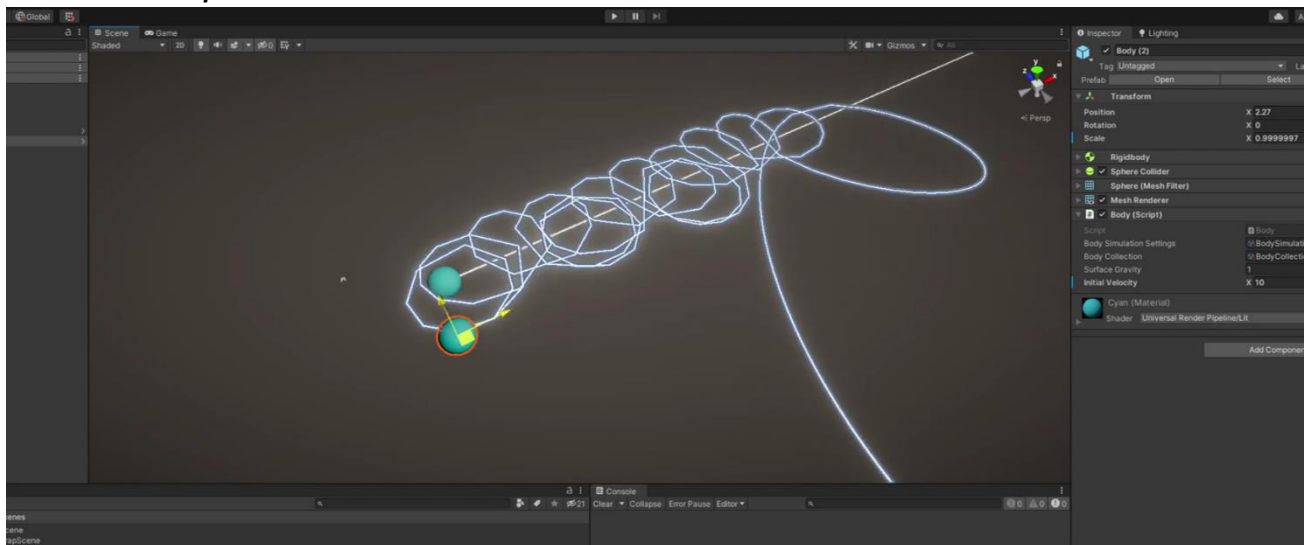 Global
Scene Game
Shaded 2D 0 Gizmos All
y
z x
Persp
Inspector Lighting
Body (2)
Tag Untagged La
Prefab Open Select
Transform
Position X 2.27
Rotation X 0
Scale X 0.9999997
Rigidbody
Sphere Collider
Sphere (Mesh Filter)
Mesh Renderer
# Body (Script)
Script Body
Body Simulation Settings BodySimulati
Body Collection BodyCollectio
Surface Gravity 1
Initial Velocity X 10
Cyan (Material)
Shader Universal Render Pipeline/Lit
Add Componen
21
Console
Clear Collapse Error Pause Editor 0 0 0
enes
cene
rapScene